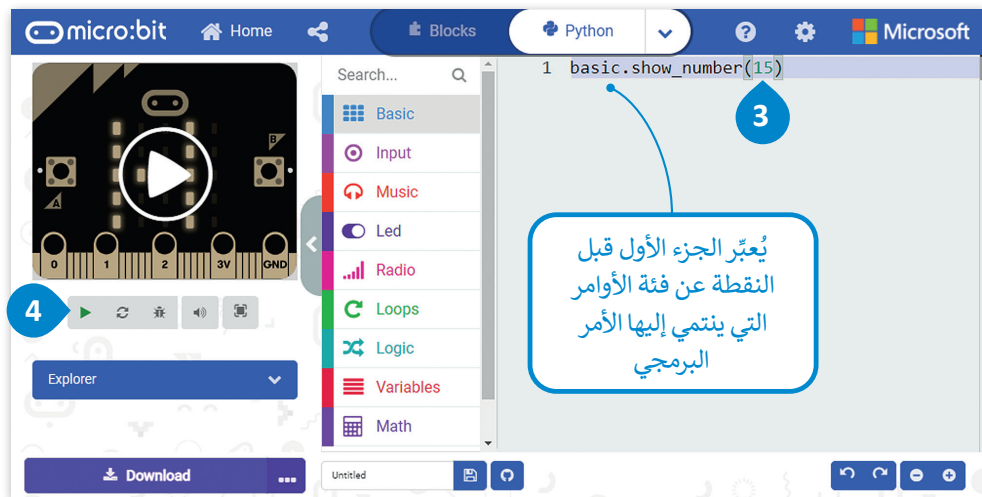 micro:bit Home Blocks Python Microsoft
Search...
1 basic.show_number(15)
3
Basic
Input
Music
Led
Radio
Loops
Logic
Variables
Math
B
A
0 1 2 3V GND
يُعبِّر الجزء الأول قبل
النقطة عن فئة الأوامر
التي ينتمي إليها الأمر
البرمجي
4
Explorer
Download
Untitled